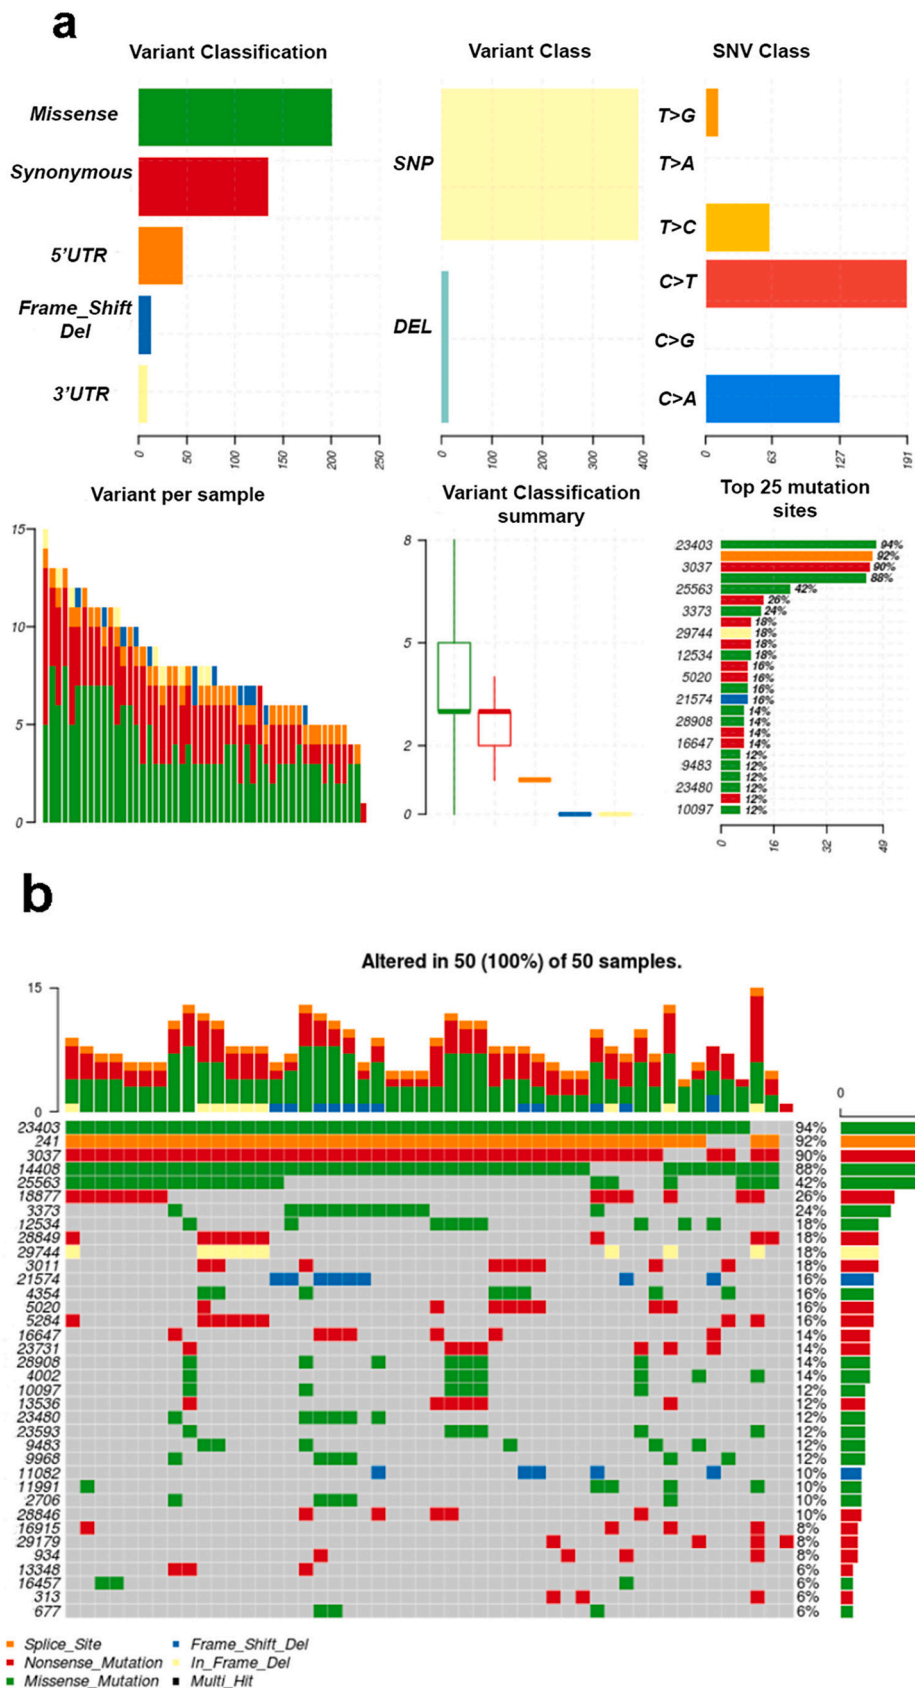 a
Variant Classification
Variant Class
SNV Class
Missense
Synonymous
5'UTR
Frame_Shift
Del
3'UTR
0
50
100
150
200
250
SNP
DEL
0
100
200
300
400
T>G
T>A
T>C
C>T
C>G
C>A
0
63
127
191
Variant per sample
Variant Classification
summary
Top 25 mutation
sites
15
10
5
0
8
5
2
0
23403 94%
92%
3037 90%
88%
25563 42%
26%
3373 24%
18%
29744 18%
18%
12534 18%
16%
5020 16%
16%
21574 16%
14%
28908 14%
14%
16647 14%
12%
9483 12%
12%
23480 12%
12%
10097 12%
0
16
32
49
b
Altered in 50 (100%) of 50 samples.
15
0
0
23403 94%
241 92%
3037 90%
14408 88%
25563 42%
18877 26%
3373 24%
12534 18%
28849 18%
29744 18%
3011 18%
21574 16%
4354 16%
5020 16%
5284 16%
16647 14%
23731 14%
28908 14%
4002 14%
10097 12%
13536 12%
23480 12%
23593 12%
9483 12%
9968 12%
11082 10%
11991 10%
2706 10%
28846 10%
16915 8%
29179 8%
934 8%
13348 6%
16457 6%
313 6%
677 6%
Splice_Site
Frame_Shift_Del
Nonsense_Mutation
In_Frame_Del
Missense_Mutation
Multi_Hit